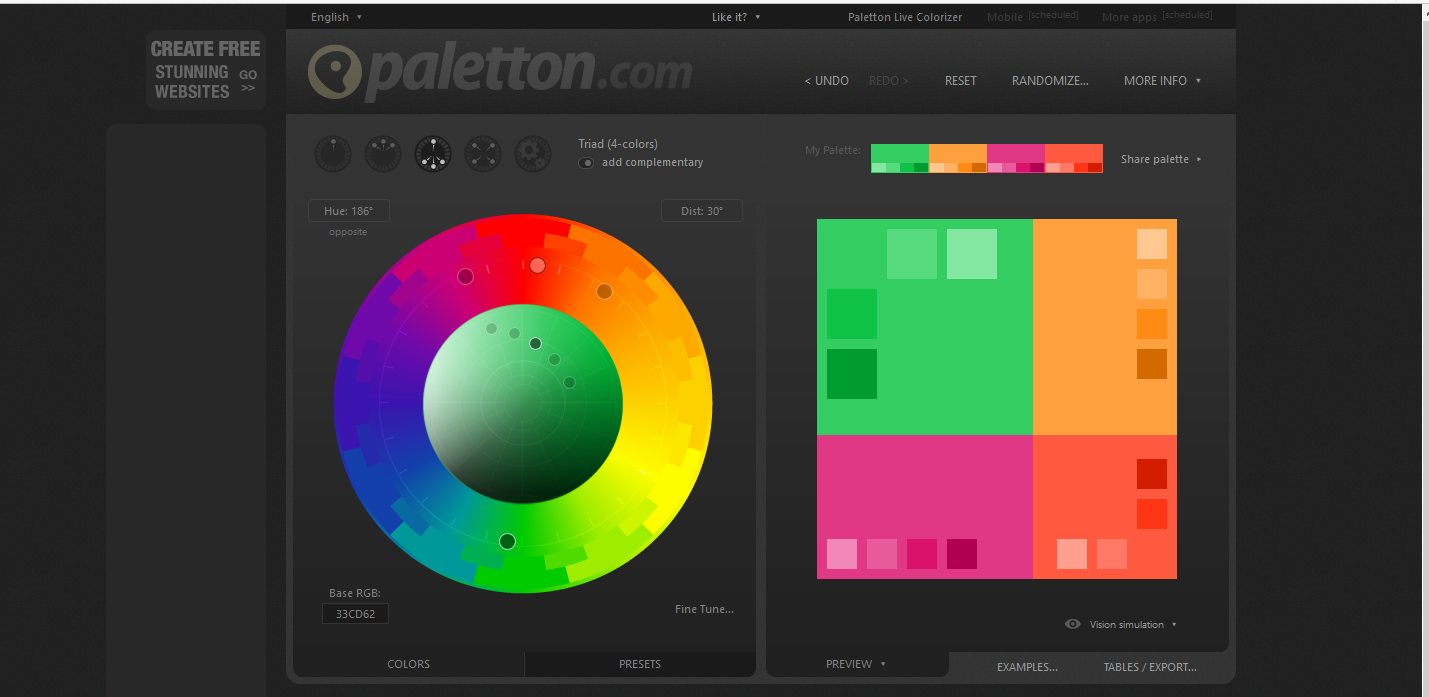 English ▾
Like it? ▾
Paletton Live Colorizer
Mobile [scheduled]
More apps [scheduled]
CREATE FREE
STUNNING
WEBSITES
GO
>>
paletton.com
< UNDO
REDO >
RESET
RANDOMIZE...
MORE INFO ▾
Triad (4-colors)
add complementary
My Palette:
Share palette ▸
Hue: 186°
opposite
Dist: 30°
Base RGB:
33CD62
Fine Tune...
Vision simulation ▾
COLORS
PRESETS
PREVIEW ▾
EXAMPLES...
TABLES / EXPORT...